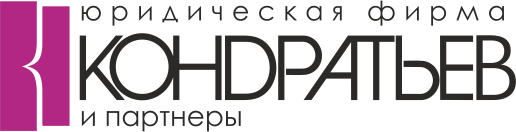 юридическая фирма
КОНДРАТЬЕВ
и партнеры